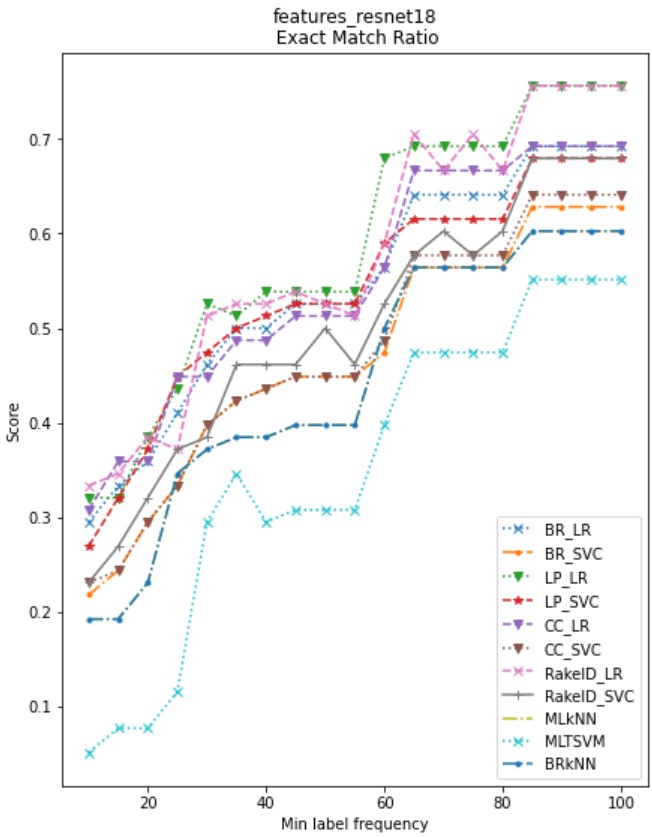 features_resnet18
Exact Match Ratio
0.7
0.6
0.5
0.4
0.3
0.2
0.1
Score
20 40 60 80 100
Min label frequency
BR_LR
BR_SVC
LP_LR
LP_SVC
CC_LR
CC_SVC
RakelD_LR
RakelD_SVC
MLkNN
MLTSVM
BRkNN